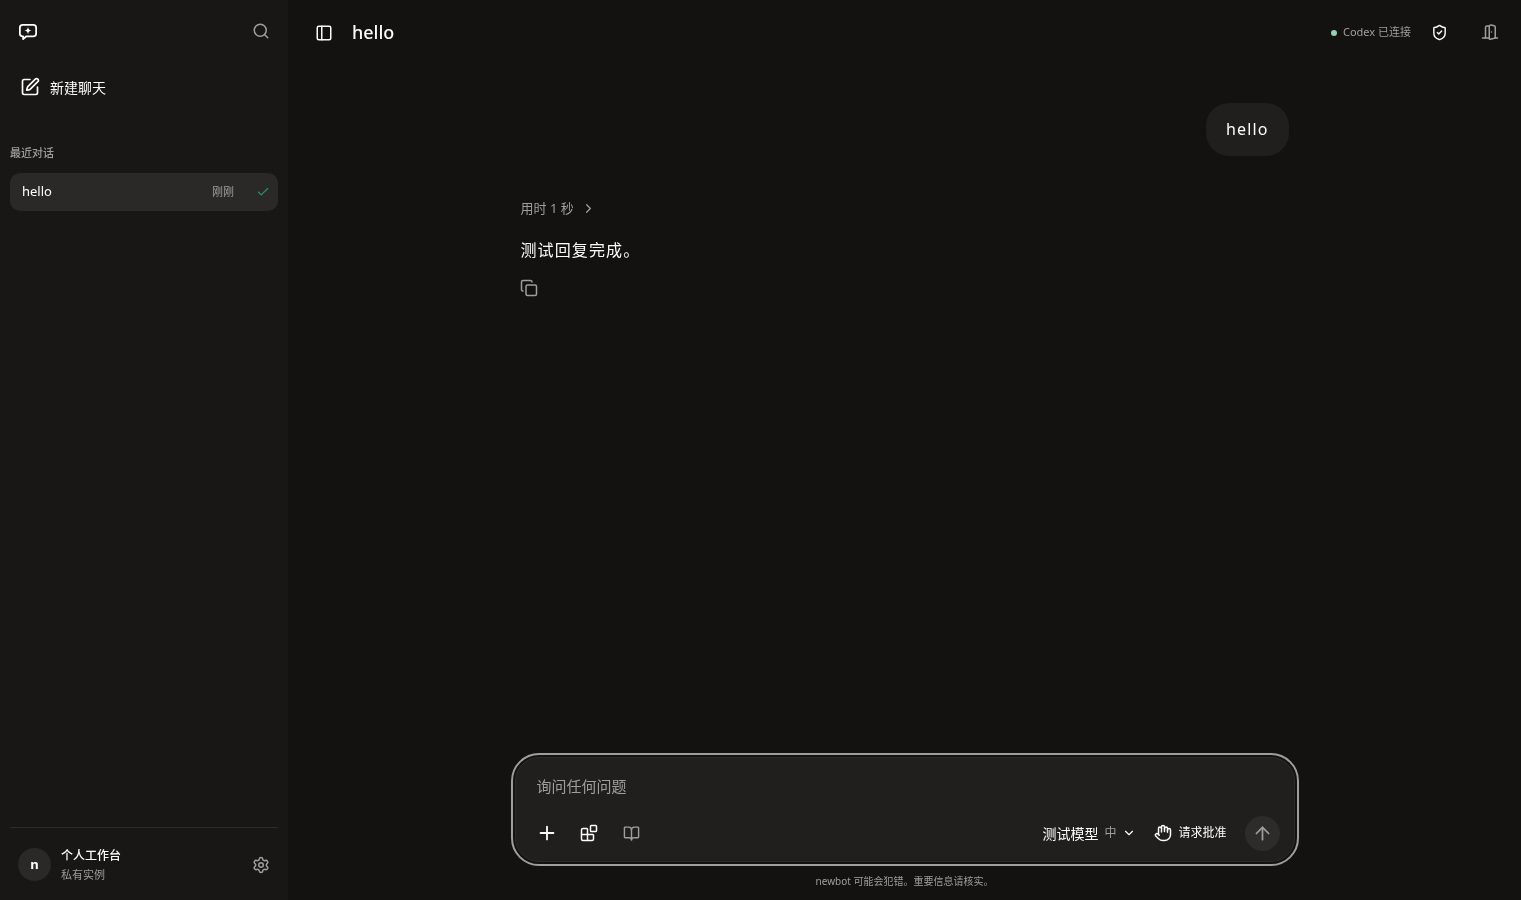 hello
Codex 已连接
新建聊天
最近对话
hello 刚刚
hello
用时 1 秒
测试回复完成。
询问任何问题
测试模型 中 请求批准
n
个人工作台
私有实例
newbot 可能会犯错。重要信息请核实。